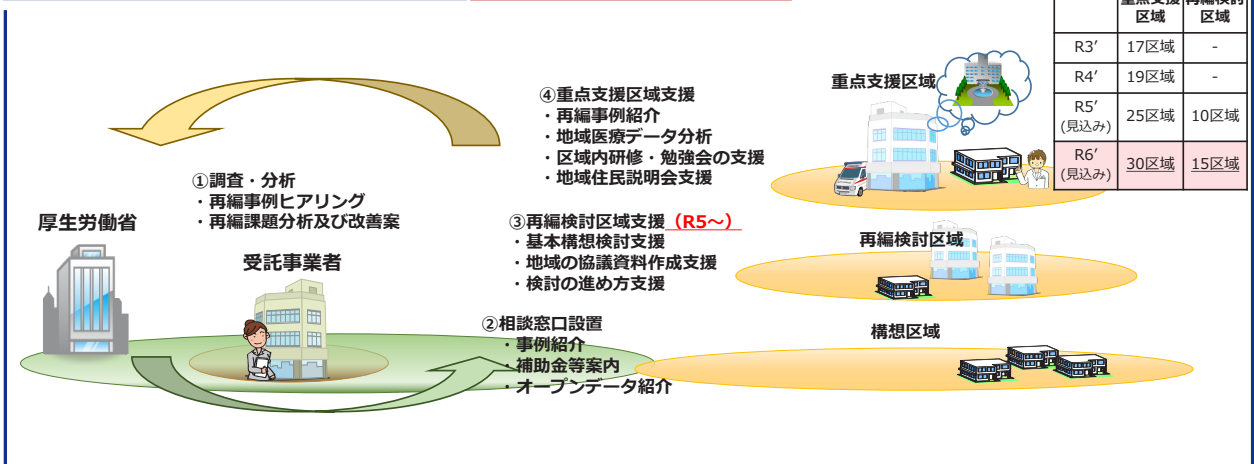 重点支援 再編検討
区域 区域
R3’ 17区域 -
R4’ 19区域 -
R5’
(見込み) 25区域 10区域
R6’
(見込み) 30区域 15区域
④重点支援区域支援
・再編事例紹介
・地域医療データ分析
・区域内研修・勉強会の支援
・地域住民説明会支援
重点支援区域
①調査・分析
・再編事例ヒアリング
・再編課題分析及び改善案
厚生労働省
受託事業者
③再編検討区域支援（R5～）
・基本構想検討支援
・地域の協議資料作成支援
・検討の進め方支援
再編検討区域
②相談窓口設置
・事例紹介
・補助金等案内
・オープンデータ紹介
構想区域